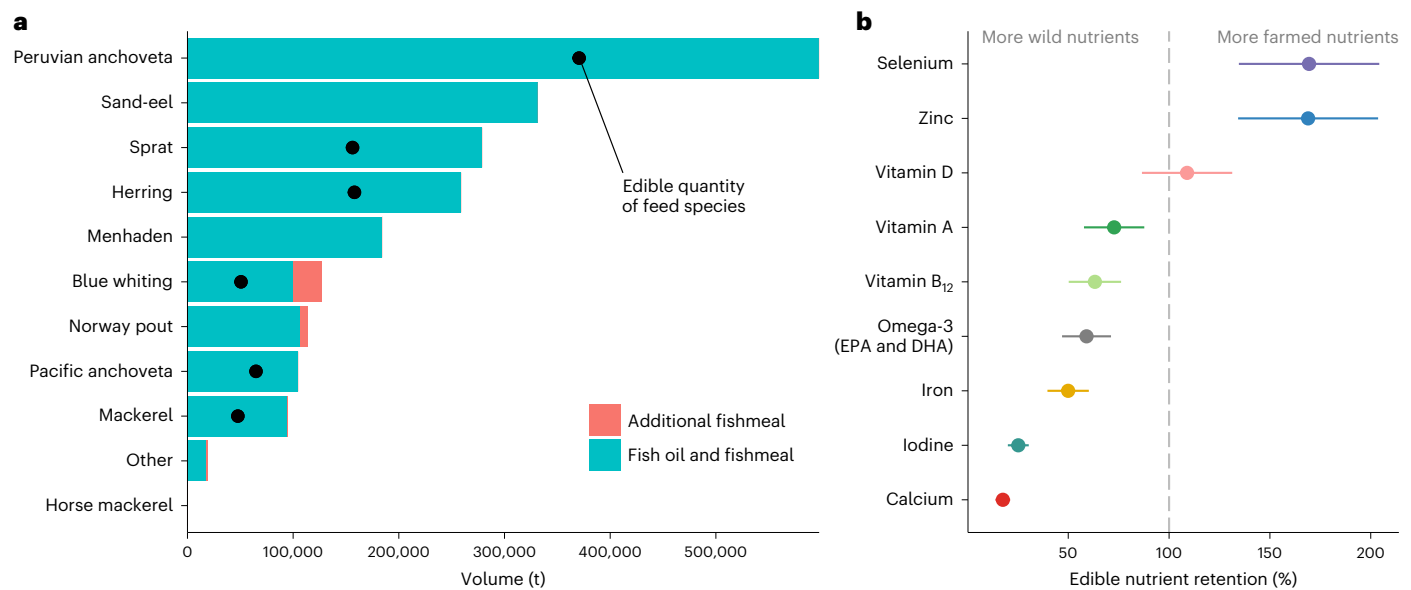 a
Peruvian anchoveta
Sand-eel
Sprat
Herring
Menhaden
Blue whiting
Norway pout
Pacific anchoveta
Mackerel
Other
Horse mackerel
Edible quantity
of feed species
Additional fishmeal
Fish oil and fishmeal
0
100,000
200,000
300,000
400,000
500,000
Volume (t)
b
More wild nutrients
More farmed nutrients
Selenium
Zinc
Vitamin D
Vitamin A
Vitamin B12
Omega-3
(EPA and DHA)
Iron
Iodine
Calcium
50
100
150
200
Edible nutrient retention (%)